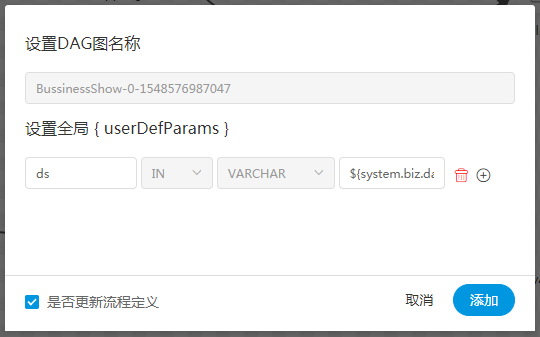 设置DAG图名称
BussinessShow-0-1548576987047
设置全局 { userDefParams }
ds IN VARCHAR ${system.biz.da
是否更新流程定义 取消 添加